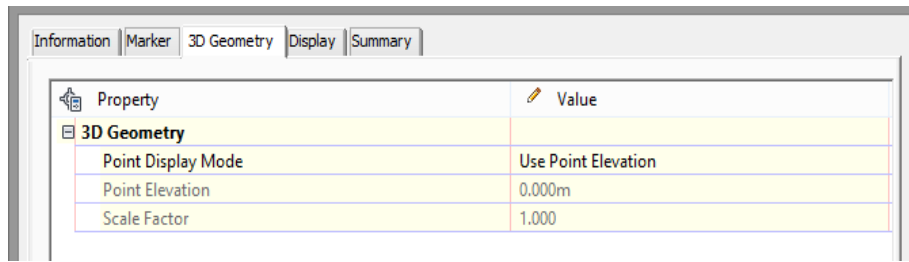 Information Marker 3D Geometry Display Summary
Property Value
3D Geometry
Point Display Mode Use Point Elevation
Point Elevation 0.000m
Scale Factor 1.000